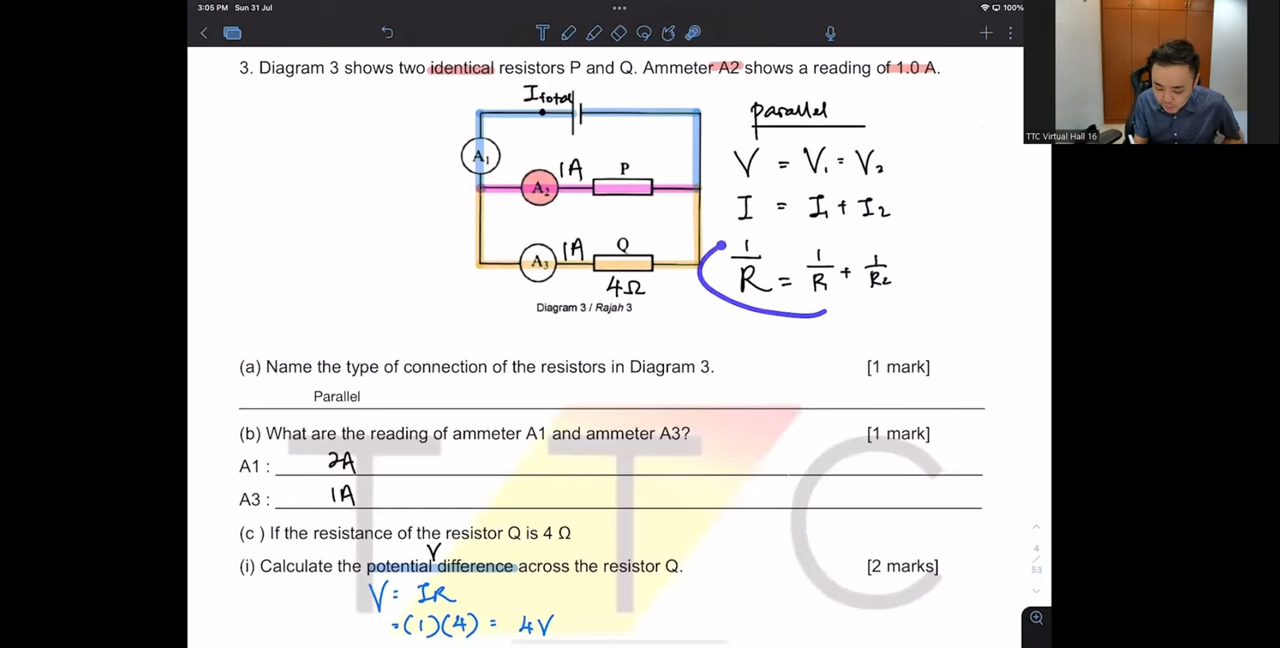 3:05 PM Sun 31 Jul
100%
T
TTC Virtual Hall 16
3. Diagram 3 shows two identical resistors P and Q. Ammeter A2 shows a reading of 1.0 A.
I total
A1
A2 1A P
A3 1A Q
4Ω
Diagram 3 / Rajah 3
parallel
V = V1 = V2
I = I1 + I2
1/R = 1/R + 1/R2
(a) Name the type of connection of the resistors in Diagram 3. [1 mark]
Parallel
(b) What are the reading of ammeter A1 and ammeter A3? [1 mark]
A1 : 2A
A3 : 1A
(c ) If the resistance of the resistor Q is 4 Ω
V
(i) Calculate the potential difference across the resistor Q. [2 marks]
V = IR
= (1)(4) = 4V
4
/
53
TTC